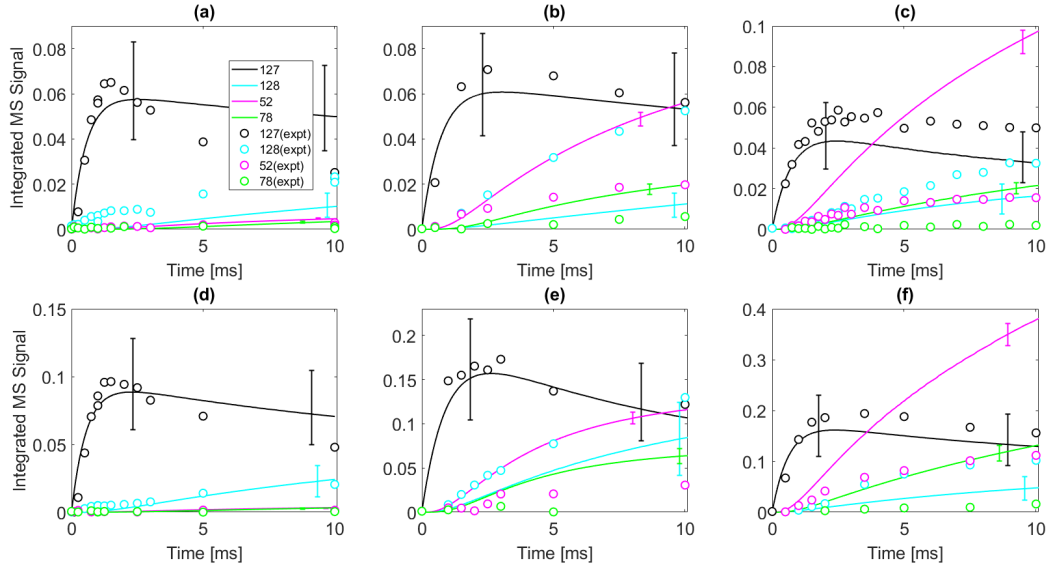 (a)
Integrated MS Signal
0.08
0.06
0.04
0.02
0
0
5
10
Time [ms]
127
128
52
78
127(expt)
128(expt)
52(expt)
78(expt)
(b)
0.08
0.06
0.04
0.02
0
0
5
10
Time [ms]
(c)
0.1
0.08
0.06
0.04
0.02
0
0
5
10
Time [ms]
(d)
Integrated MS Signal
0.15
0.1
0.05
0
0
5
10
Time [ms]
(e)
0.2
0.15
0.1
0.05
0
0
5
10
Time [ms]
(f)
0.4
0.3
0.2
0.1
0
0
5
10
Time [ms]